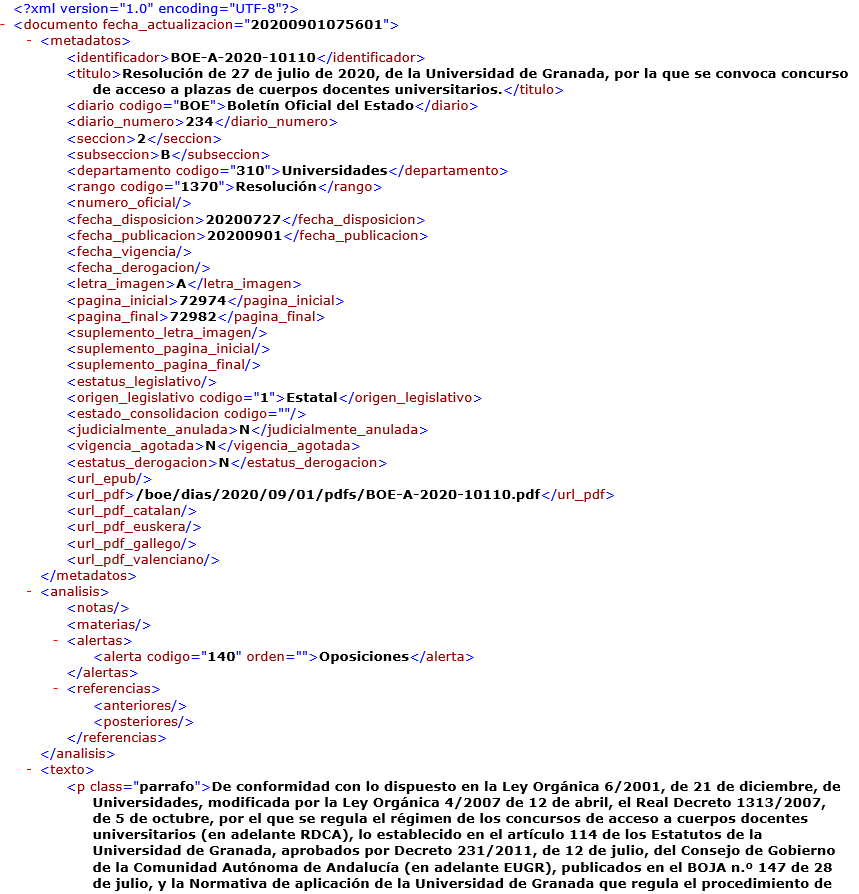 <?xml version="1.0" encoding="UTF-8"?>
- <documento fecha_actualizacion="20200901075601">
- <metadatos>
<identificador>BOE-A-2020-10110</identificador>
<titulo>Resolución de 27 de julio de 2020, de la Universidad de Granada, por la que se convoca concurso
de acceso a plazas de cuerpos docentes universitarios.</titulo>
<diario codigo="BOE">Boletín Oficial del Estado</diario>
<diario_numero>234</diario_numero>
<seccion>2</seccion>
<subseccion>B</subseccion>
<departamento codigo="310">Universidades</departamento>
<rango codigo="1370">Resolución</rango>
<numero_oficial/>
<fecha_disposicion>20200727</fecha_disposicion>
<fecha_publicacion>20200901</fecha_publicacion>
<fecha_vigencia/>
<fecha_derogacion/>
<letra_imagen>A</letra_imagen>
<pagina_inicial>72974</pagina_inicial>
<pagina_final>72982</pagina_final>
<suplemento_letra_imagen/>
<suplemento_pagina_inicial/>
<suplemento_pagina_final/>
<estatus_legislativo/>
<origen_legislativo codigo="1">Estatal</origen_legislativo>
<estado_consolidacion codigo=""/>
<judicialmente_anulada>N</judicialmente_anulada>
<vigencia_agotada>N</vigencia_agotada>
<estatus_derogacion>N</estatus_derogacion>
<url_epub/>
<url_pdf>/boe/dias/2020/09/01/pdfs/BOE-A-2020-10110.pdf</url_pdf>
<url_pdf_catalan/>
<url_pdf_euskera/>
<url_pdf_gallego/>
<url_pdf_valenciano/>
</metadatos>
- <analisis>
<notas/>
<materias/>
- <alertas>
<alerta codigo="140" orden="">Oposiciones</alerta>
</alertas>
- <referencias>
<anteriores/>
<posteriores/>
</referencias>
</analisis>
- <texto>
<p class="parrafo">De conformidad con lo dispuesto en la Ley Orgánica 6/2001, de 21 de diciembre, de
Universidades, modificada por la Ley Orgánica 4/2007 de 12 de abril, el Real Decreto 1313/2007,
de 5 de octubre, por el que se regula el régimen de los concursos de acceso a cuerpos docentes
universitarios (en adelante RDCA), lo establecido en el artículo 114 de los Estatutos de la
Universidad de Granada, aprobados por Decreto 231/2011, de 12 de julio, del Consejo de Gobierno
de la Comunidad Autónoma de Andalucía (en adelante EUGR), publicados en el BOJA n.º 147 de 28
de julio, y la Normativa de aplicación de la Universidad de Granada que regula el procedimiento de